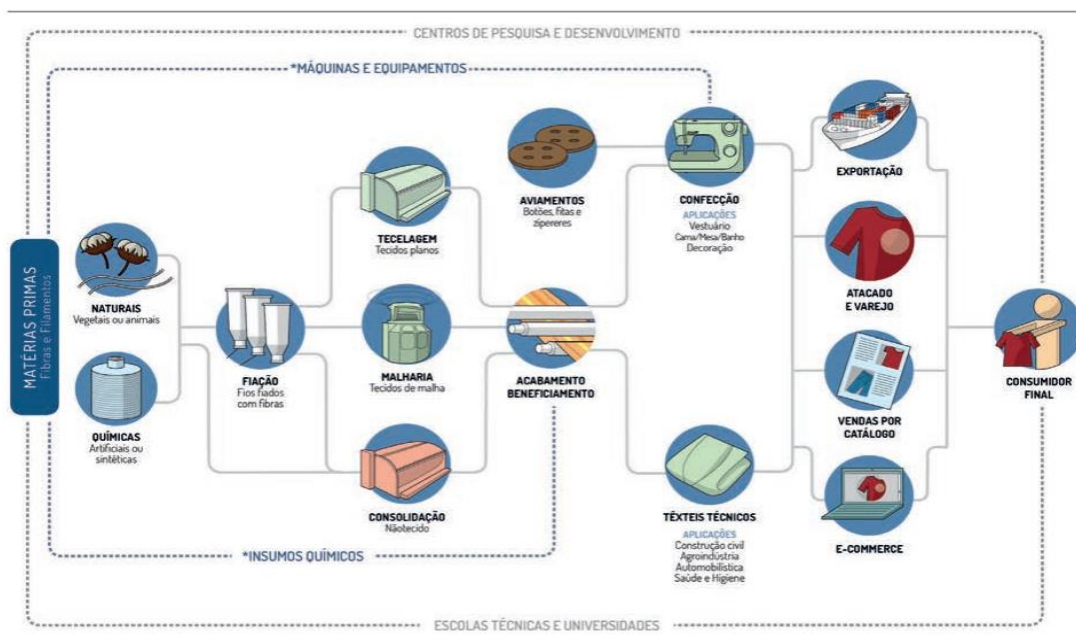 CENTROS DE PESQUISA E DESENVOLVIMENTO
*MÁQUINAS E EQUIPAMENTOS
MATÉRIAS PRIMAS
Fibras e Filamentos
NATURAIS
Vegetais ou animais
QUÍMICAS
Artificiais ou
sintéticas
FIAÇÃO
Fios fiados
com fibras
TECELAGEM
Tecidos planos
MALHARIA
Tecidos de malha
CONSOLIDAÇÃO
Nãotecido
AVIAMENTOS
Botões, fitas e
zípereres
ACABAMENTO
BENEFICIAMENTO
CONFECÇÃO
APLICAÇÕES
Vestuário
Cama/Mesa/Banho
Decoração
TÊXTEIS TÉCNICOS
APLICAÇÕES
Construção civil
Agroindústria
Automobilística
Saúde e Higiene
EXPORTAÇÃO
ATACADO
E VAREJO
VENDAS POR
CATÁLOGO
E-COMMERCE
CONSUMIDOR
FINAL
*INSUMOS QUÍMICOS
ESCOLAS TÉCNICAS E UNIVERSIDADES